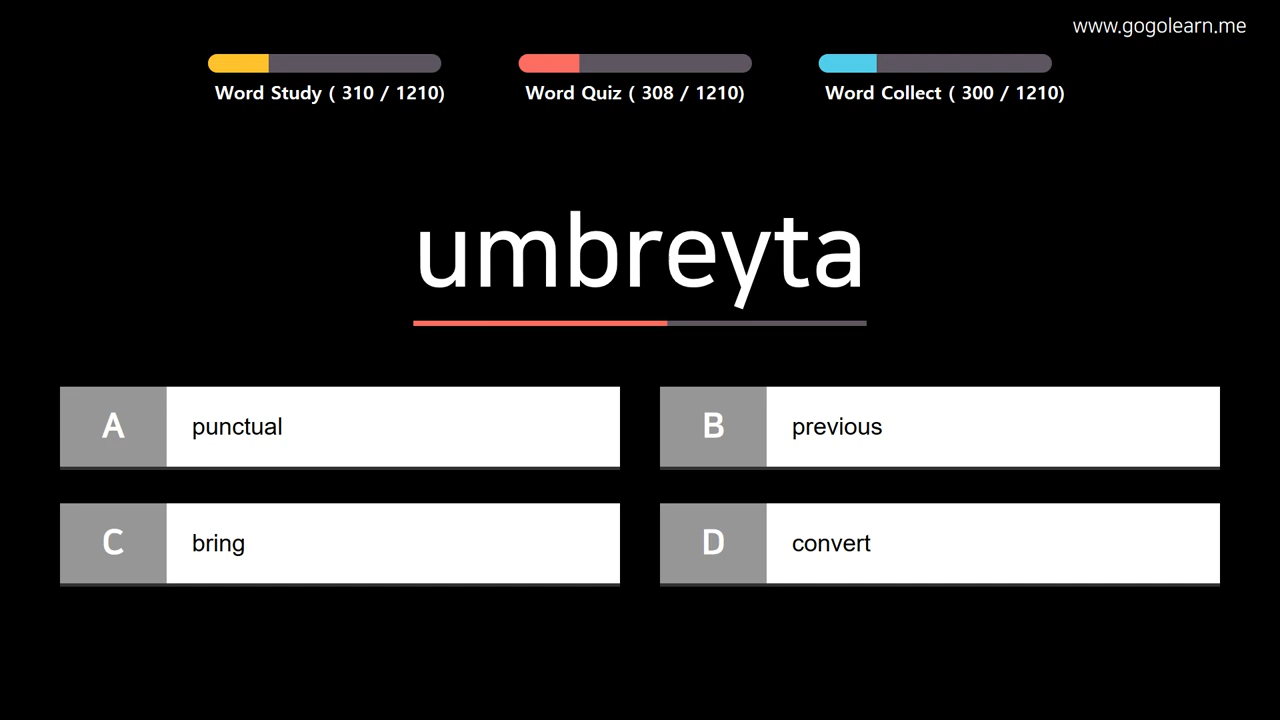 www.gogolearn.me
Word Study ( 310 / 1210)
Word Quiz ( 308 / 1210)
Word Collect ( 300 / 1210)
umbreyta
A
punctual
B
previous
C
bring
D
convert